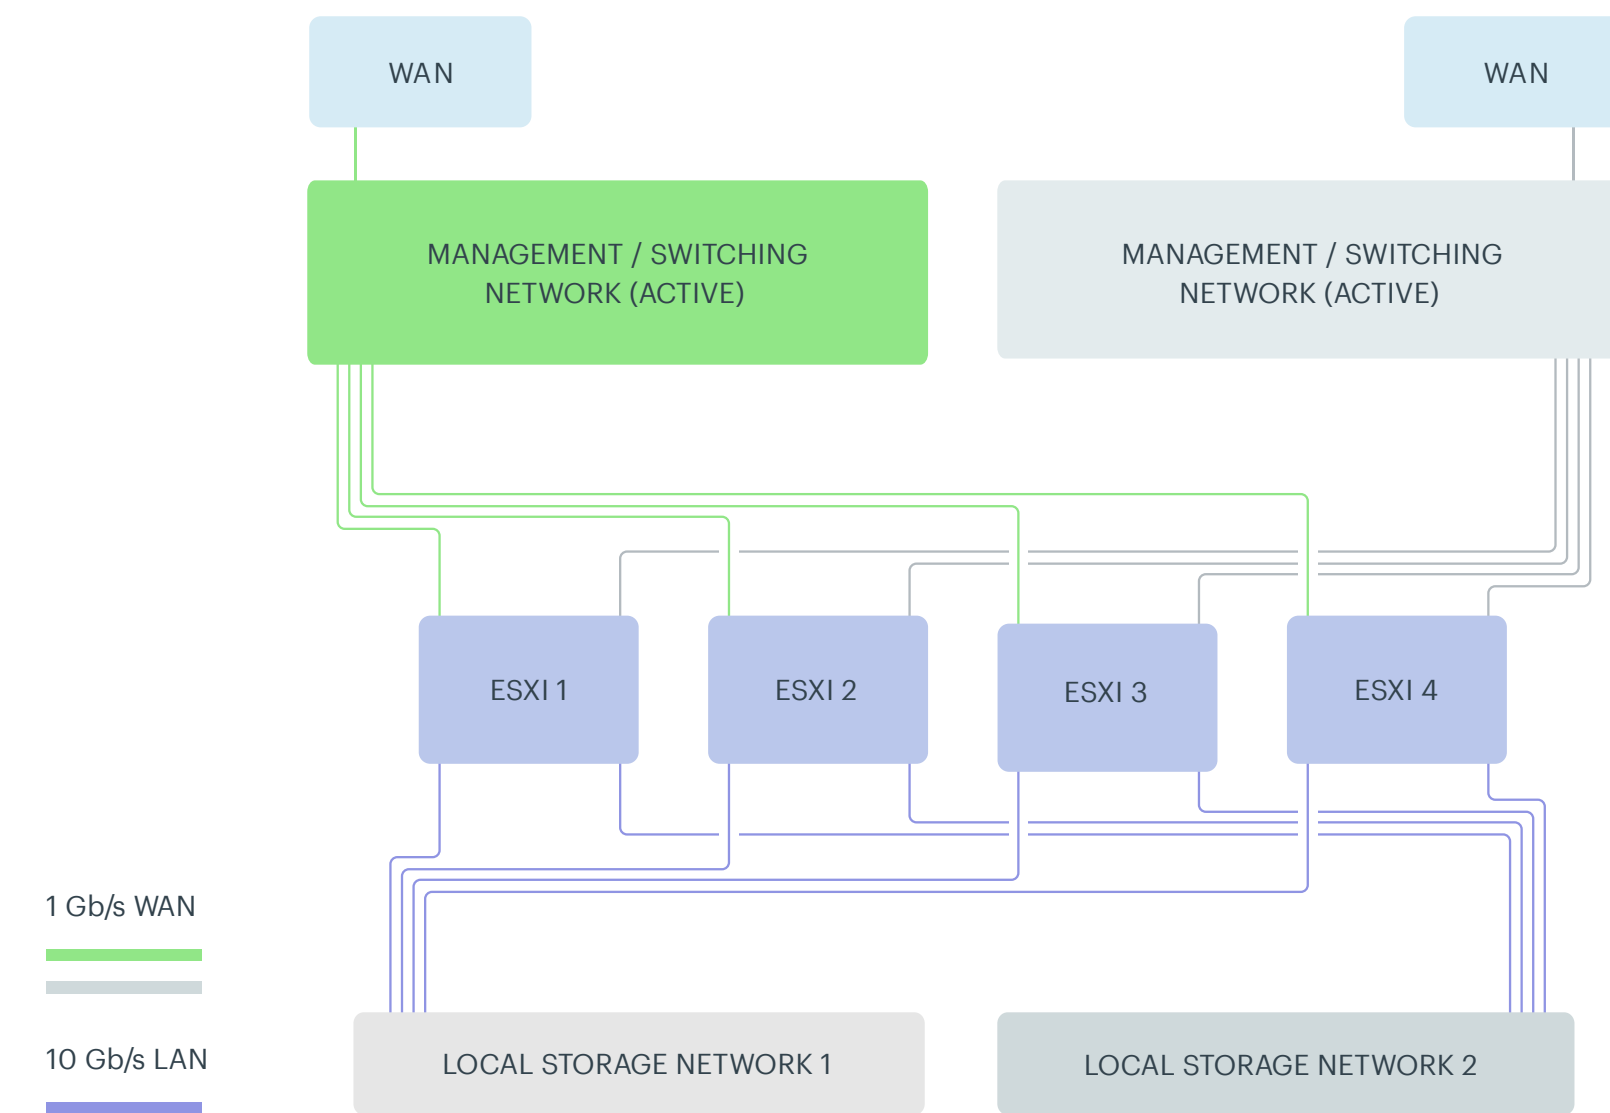 WAN
WAN
MANAGEMENT / SWITCHING
NETWORK (ACTIVE)
MANAGEMENT / SWITCHING
NETWORK (ACTIVE)
ESXI 1
ESXI 2
ESXI 3
ESXI 4
1 Gb/s WAN
10 Gb/s LAN
LOCAL STORAGE NETWORK 1
LOCAL STORAGE NETWORK 2